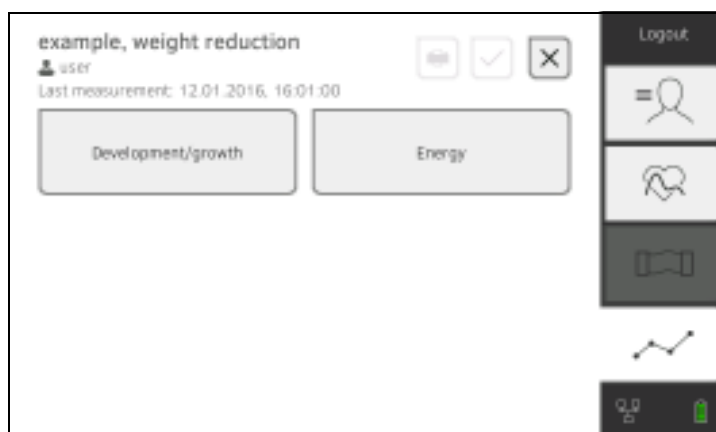 example, weight reduction
user
Last measurement: 12.01.2016, 16:01:00
Development/growth
Energy
Logout